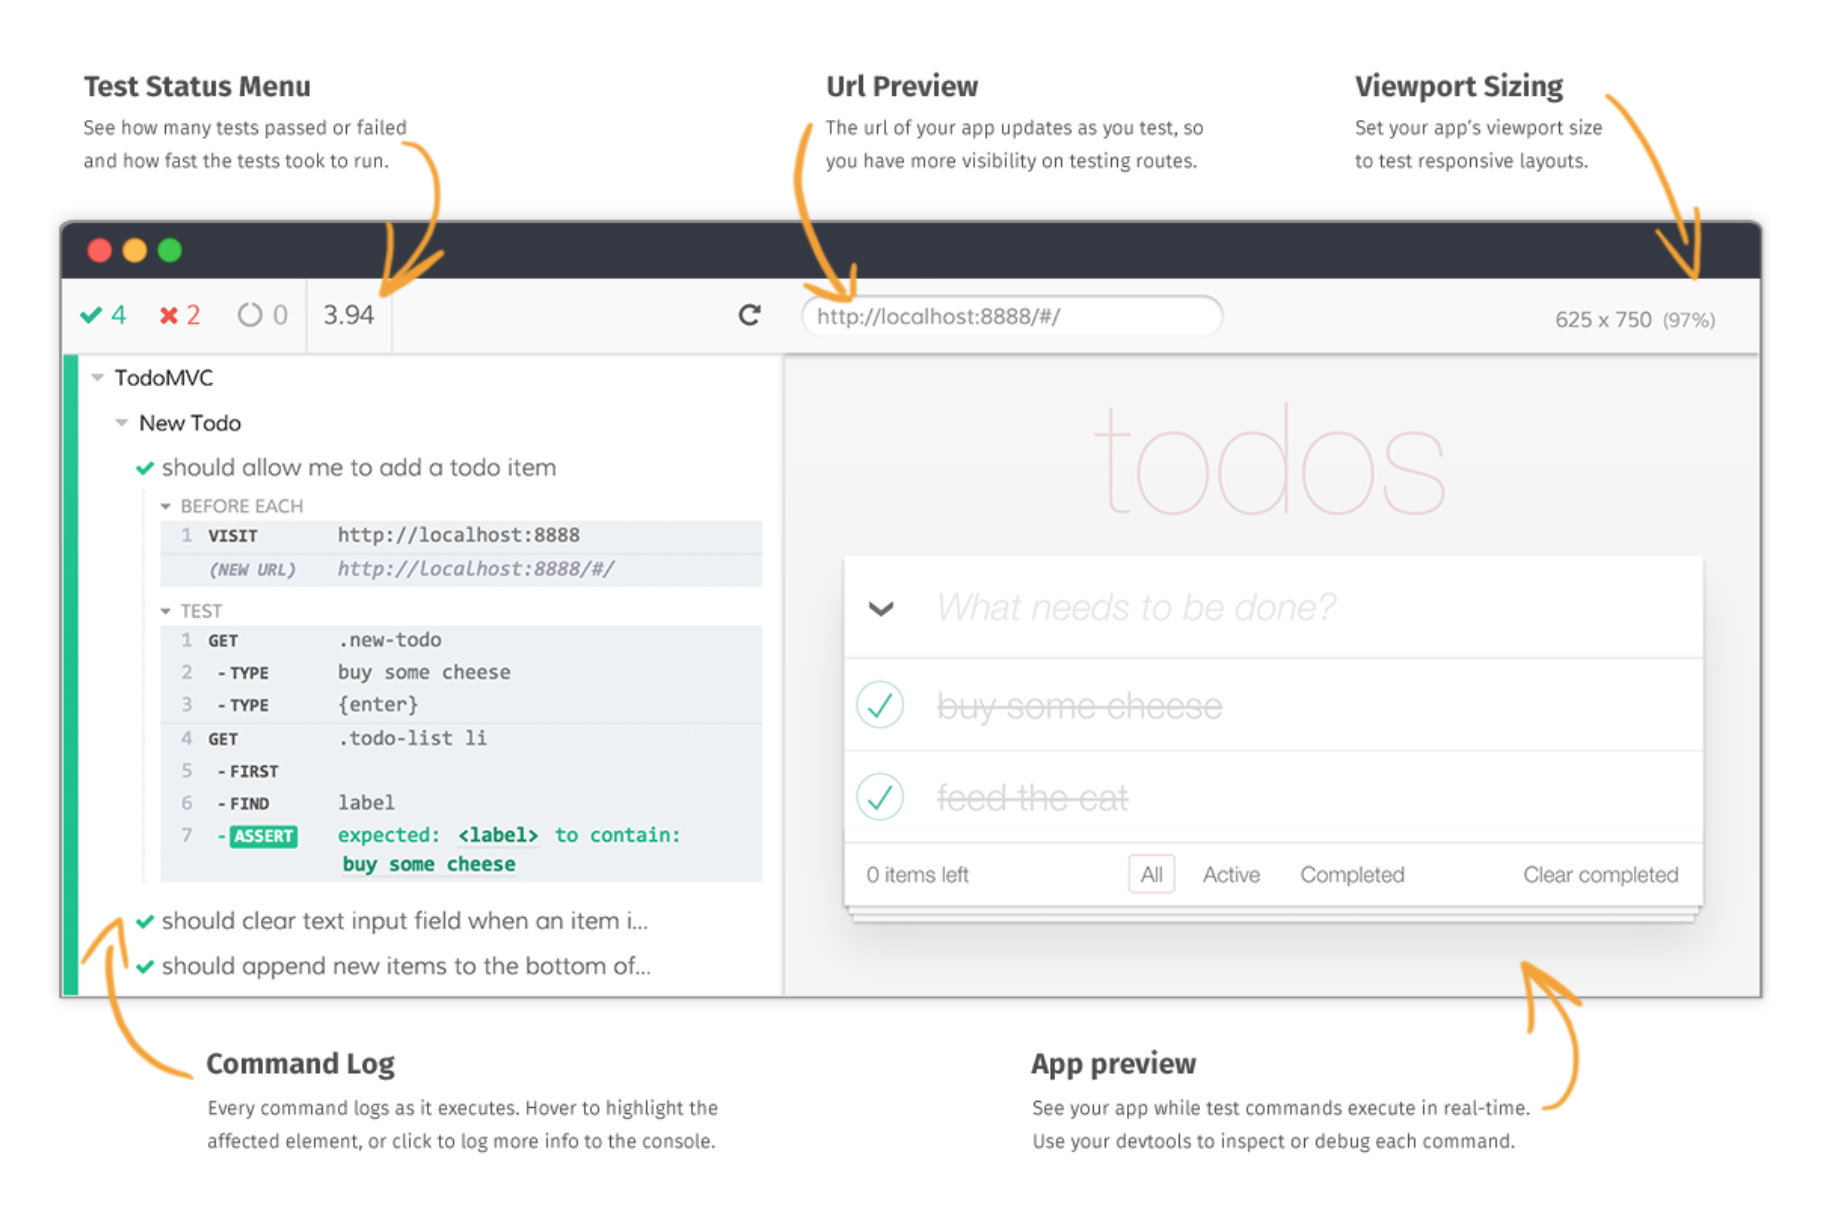 Test Status Menu
See how many tests passed or failed
and how fast the tests took to run.
Url Preview
The url of your app updates as you test, so
you have more visibility on testing routes.
Viewport Sizing
Set your app's viewport size
to test responsive layouts.
4 2 0 3.94
http://localhost:8888/#/
625 x 750 (97%)
TodoMVC
New Todo
should allow me to add a todo item
BEFORE EACH
1 VISIT http://localhost:8888
(NEW URL) http://localhost:8888/#/
TEST
1 GET .new-todo
2 - TYPE buy some cheese
3 - TYPE {enter}
4 GET .todo-list li
5 - FIRST
6 - FIND label
7 - ASSERT expected: <label> to contain:
buy some cheese
should clear text input field when an item i...
should append new items to the bottom of...
todos
What needs to be done?
buy some cheese
feed the cat
0 items left All Active Completed Clear completed
Command Log
Every command logs as it executes. Hover to highlight the
affected element, or click to log more info to the console.
App preview
See your app while test commands execute in real-time.
Use your devtools to inspect or debug each command.